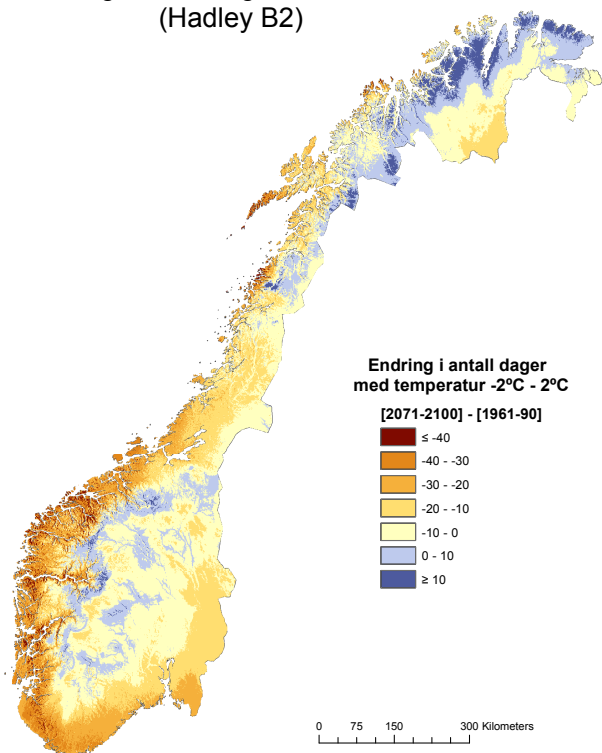 (Hadley B2)
Endring i antall dager
med temperatur -2ºC - 2ºC
[2071-2100] - [1961-90]
≤ -40
-40 - -30
-30 - -20
-20 - -10
-10 - 0
0 - 10
≥ 10
0 75 150 300 Kilometers